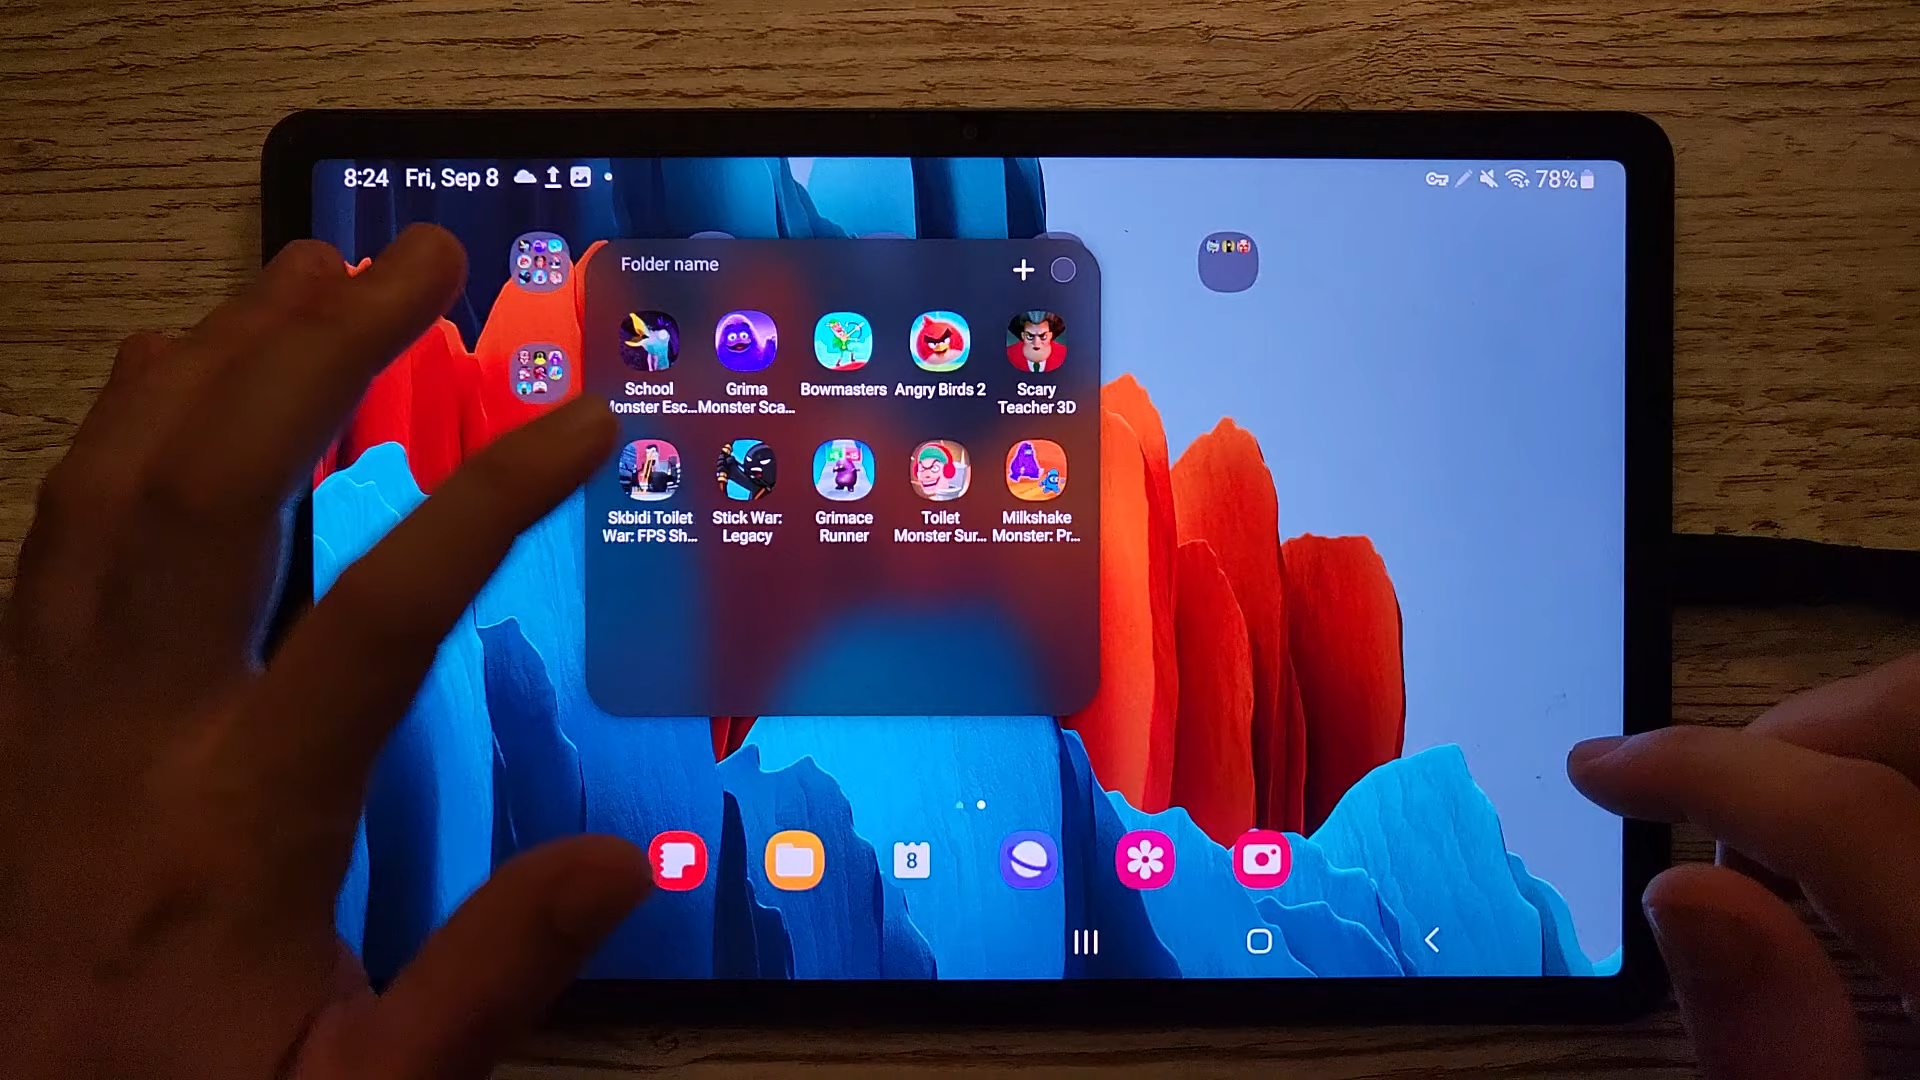 8:24 Fri, Sep 8
78%
Folder name
School
Monster Esc...
Grima
Monster Sca...
Bowmasters
Angry Birds 2
Scary
Teacher 3D
Skbidi Toilet
War: FPS Sh...
Stick War:
Legacy
Grimace
Runner
Toilet
Monster Sur...
Milkshake
Monster: Pr...
8